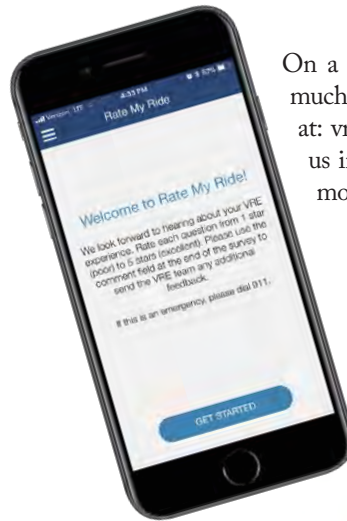 Verizon LTE 4:33 PM 87%
Rate My Ride
Welcome to Rate My Ride!
We look forward to hearing about your VRE
experience. Rate each question from 1 star
(poor) to 5 stars (excellent). Please use the
comment field at the end of the survey to
send the VRE team any additional
feedback.
If this is an emergency, please dial 911.
GET STARTED
On a
much
at: vr
us i
mo